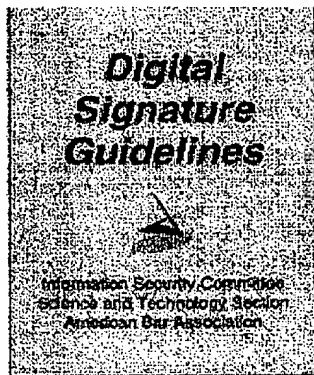 Digital
Signature
Guidelines
Information Security Committee
Science and Technology Section
American Bar Association